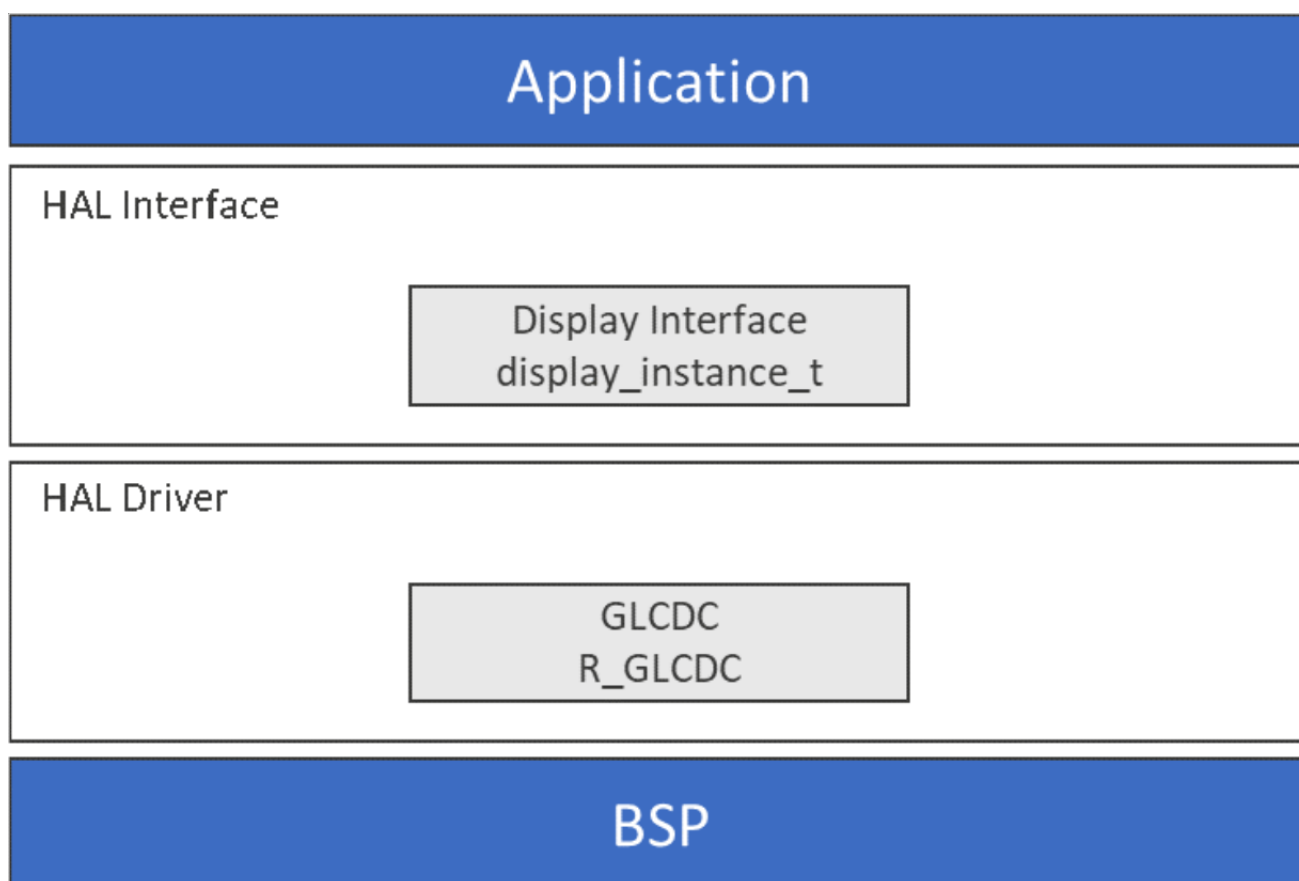 Application
HAL Interface
Display Interface
display_instance_t
HAL Driver
GLCDC
R_GLCDC
BSP